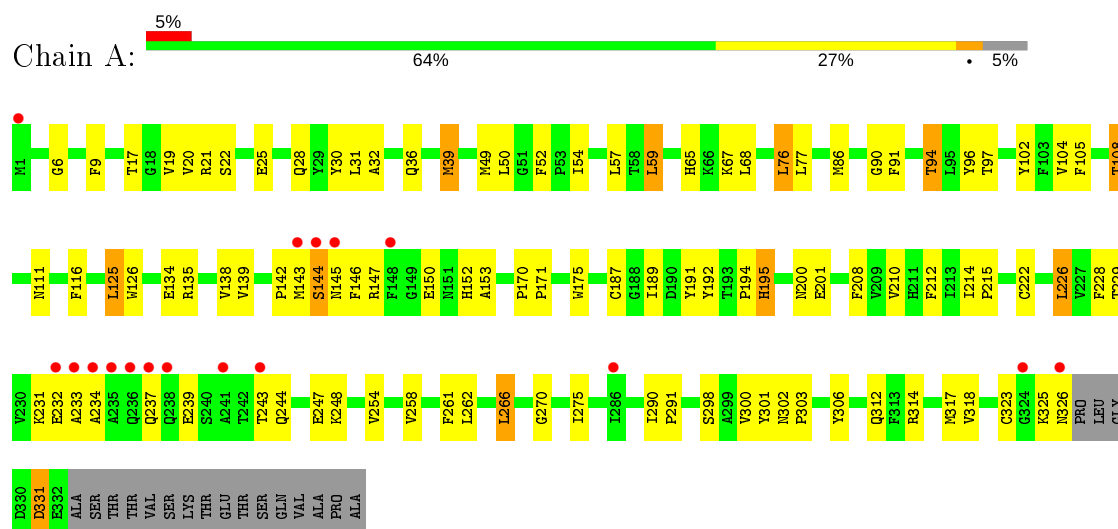 5%
Chain A:
64% 27% • 5%
M1 G6 F9 T17 G18 V19 V20 R21 S22 E25 Q28 Y29 Y30 L31 A32 Q36 M39 M49 L50 G51 F52 P53 I54 L57 T58 L59 H65 K66 K67 L68 L76 L77 M86 G90 F91 T94 L95 Y96 T97 Y102 F103 V104 F105 T108
N111 F116 L125 W126 E134 R135 V138 V139 P142 M143 S144 N145 F146 R147 F148 G149 E150 N151 H152 A153 P170 P171 W175 C187 G188 I189 D190 Y191 Y192 T193 P194 H195 N200 E201 F208 V209 V210 H211 F212 I213 I214 P215 C222 L226 V227 F228 T229
V230 K231 E232 A233 A234 A235 Q236 Q237 Q238 E239 S240 A241 T242 T243 Q244 E247 K248 V254 V258 F261 L262 L266 G270 I275 I286 I290 P291 S298 A299 V300 Y301 N302 P303 Y306 Q312 F313 R314 M317 V318 C323 G324 K325 N326 PRO LEU GLY
D330 D331 E332 ALA SER THR THR VAL SER LYS THR GLU THR SER GLN VAL ALA PRO ALA